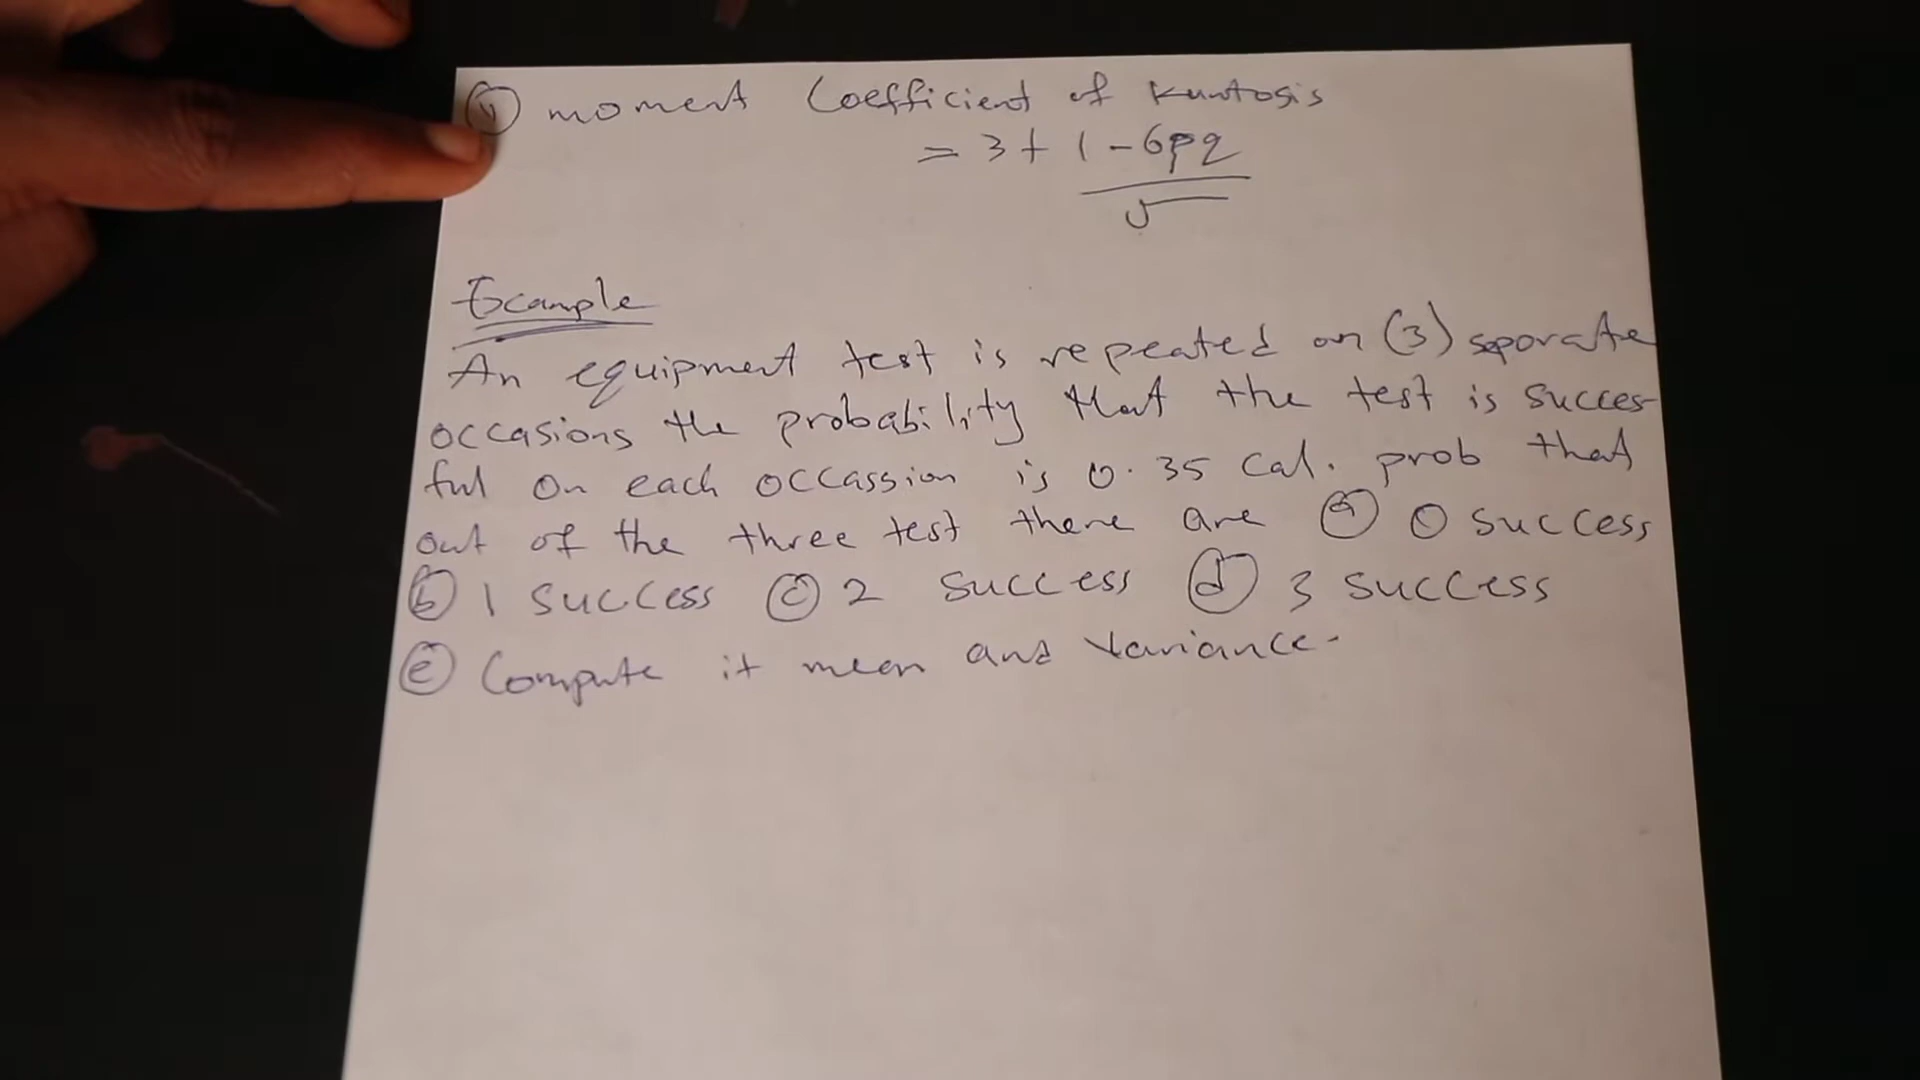 (v) moment Coefficient of Kurtosis
= 3 + 1 - 6pq
√
Example
An equipment test is repeated on (3) seporate
occasions the probability that the test is succes-
ful on each occassion is 0.35 Cal. prob that
out of the three test there are (a) 0 success
(b) 1 success (c) 2 success (d) 3 success
(e) Compute it mean and variance.